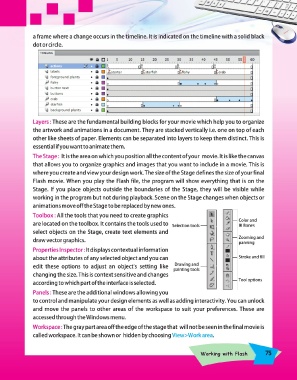 a frame where a change occurs in the timeline. It is indicated on the timeline with a solid black
dot or circle.
Layers : These are the fundamental building blocks for your movie which help you to organize
the artwork and animations in a document. They are stacked vertically i.e. one on top of each
other like sheets of paper. Elements can be separated into layers to keep them distinct. This is
essential if you want to animate them.
The Stage : It is the area on which you position all the content of your movie. It is like the canvas
that allows you to organize graphics and images that you want to include in a movie. This is
where you create and view your design work. The size of the Stage defines the size of your final
Flash movie. When you play the Flash file, the program will show everything that is on the
Stage. If you place objects outside the boundaries of the Stage, they will be visible while
working in the program but not during playback. Scene on the Stage changes when objects or
animations move off the Stage to be replaced by new ones.
Toolbox : All the tools that you need to create graphics
are located on the toolbox. It contains the tools used to
select objects on the Stage, create text elements and
draw vector graphics.
Properties Inspector : It displays contextual information
about the attributes of any selected object and you can
edit these options to adjust an object's setting like
changing the size. This is context sensitive and changes
according to which part of the interface is selected.
Selection tools
Drawing and
painting tools
Color and
fill boxes
Zooming and
panning
Stroke and fill
Tool options
Panels : These are the additional windows allowing you
to control and manipulate your design elements as well as adding interactivity. You can unlock
and move the panels to other areas of the workspace to suit your preferences. These are
accessed through the Windows menu.
Workspace : The gray part area off the edge of the stage that will not be seen in the final movie is
called workspace. It can be shown or hidden by choosing View > Work area.
Working with Flash 75